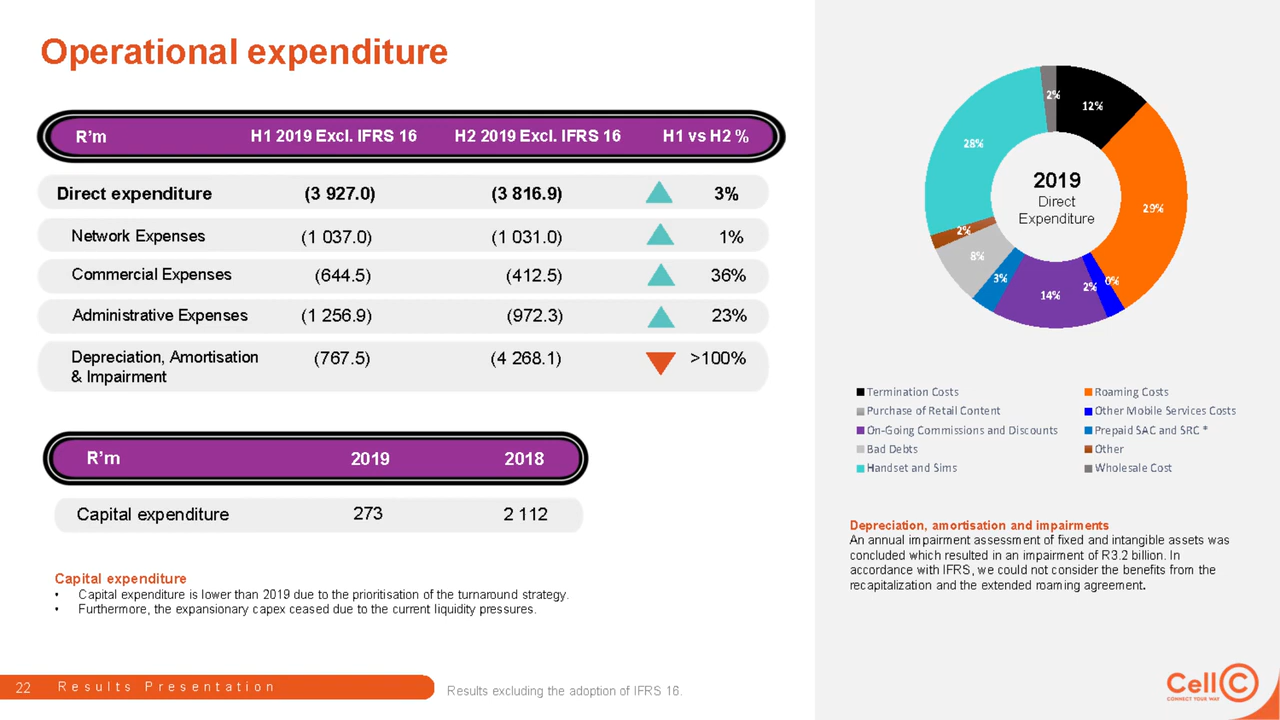 Operational expenditure
R'm H1 2019 Excl. IFRS 16 H2 2019 Excl. IFRS 16 H1 vs H2 %
Direct expenditure (3 927.0) (3 816.9) 3%
Network Expenses (1 037.0) (1 031.0) 1%
Commercial Expenses (644.5) (412.5) 36%
Administrative Expenses (1 256.9) (972.3) 23%
Depreciation, Amortisation (767.5) (4 268.1) >100%
& Impairment
R'm 2019 2018
Capital expenditure 273 2 112
Capital expenditure
• Capital expenditure is lower than 2019 due to the prioritisation of the turnaround strategy.
• Furthermore, the expansionary capex ceased due to the current liquidity pressures.
2%
12%
28%
29%
2%
8%
3%
14%
2%
0%
2019
Direct
Expenditure
Termination Costs Roaming Costs
Purchase of Retail Content Other Mobile Services Costs
On-Going Commissions and Discounts Prepaid SAC and SRC *
Bad Debts Other
Handset and Sims Wholesale Cost
Depreciation, amortisation and impairments
An annual impairment assessment of fixed and intangible assets was
concluded which resulted in an impairment of R3.2 billion. In
accordance with IFRS, we could not consider the benefits from the
recapitalization and the extended roaming agreement.
22 Results Presentation
Results excluding the adoption of IFRS 16.
Cell C
CONNECT YOUR WAY